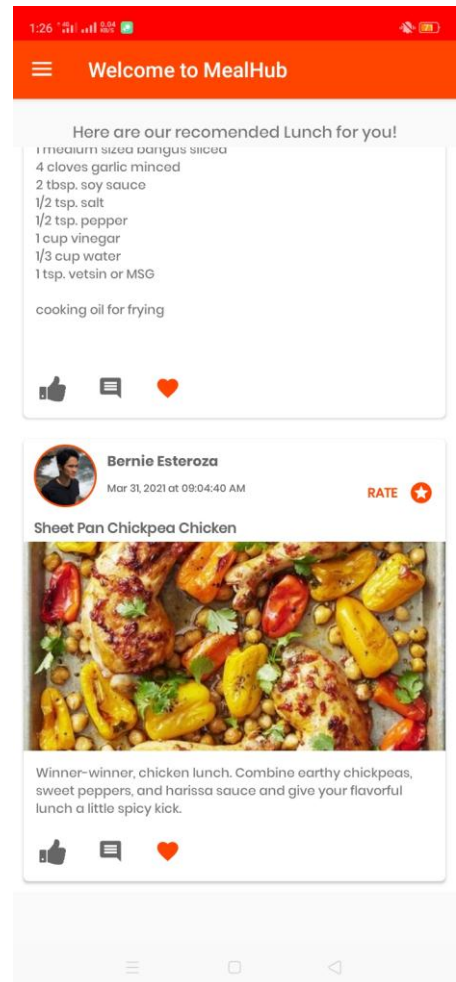 1:26 4G 0.04 KB/S
Welcome to MealHub
Here are our recomended Lunch for you!
1 medium sized bangus sliced
4 cloves garlic minced
2 tbsp. soy sauce
1/2 tsp. salt
1/2 tsp. pepper
1 cup vinegar
1/3 cup water
1 tsp. vetsin or MSG
cooking oil for frying
Bernie Esteroza
Mar 31, 2021 at 09:04:40 AM
RATE
Sheet Pan Chickpea Chicken
Winner-winner, chicken lunch. Combine earthy chickpeas,
sweet peppers, and harissa sauce and give your flavorful
lunch a little spicy kick.